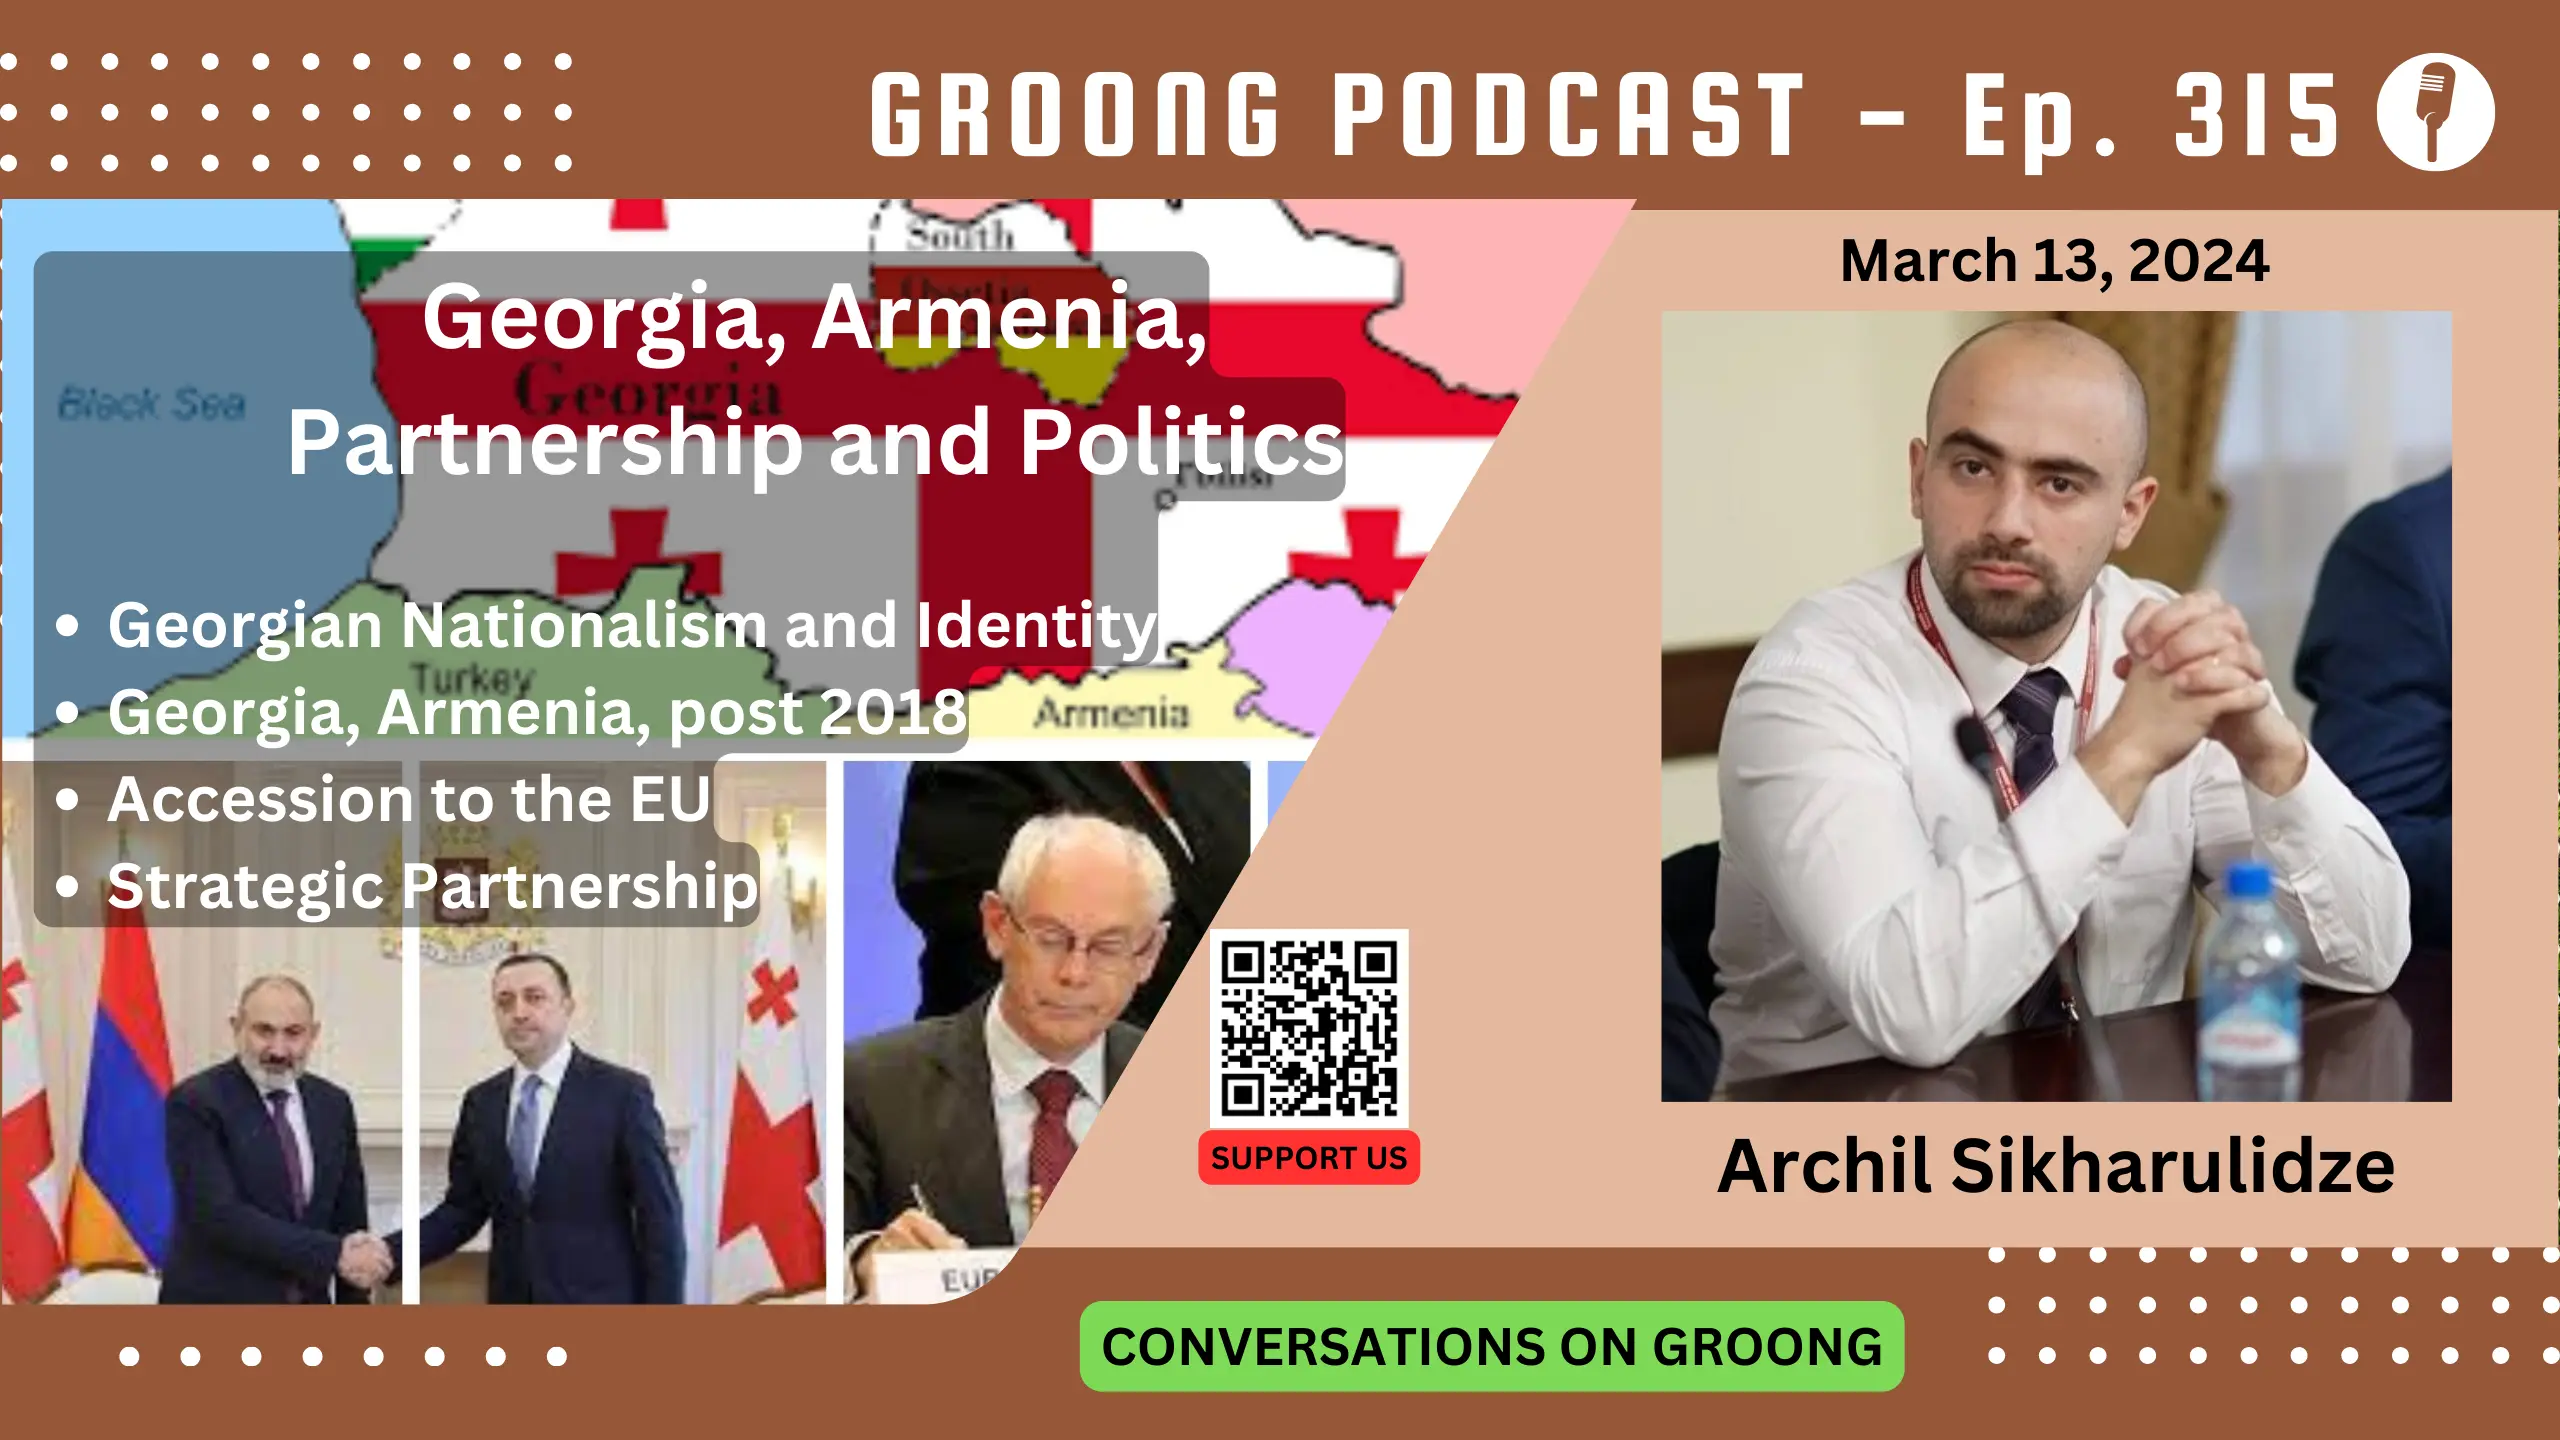 GROONG PODCAST - Ep. 315
March 13, 2024
South
Ossetia
Georgia, Armenia,
Georgia
Black Sea
Partnership and Politics
Tbilisi
Georgian Nationalism and Identity
Turkey
Georgia, Armenia, post 2018
Armenia
Accession to the EU
Strategic Partnership
SUPPORT US
Archil Sikharulidze
CONVERSATIONS ON GROONG